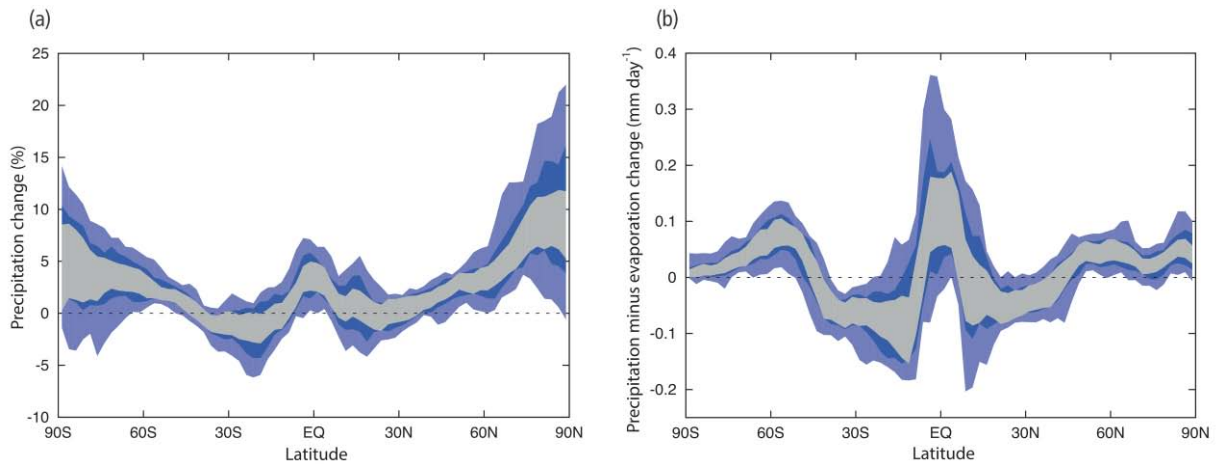 (a)
Precipitation change (%)
25
20
15
10
5
0
-5
-10
90S 60S 30S EQ 30N 60N 90N
Latitude
(b)
Precipitation minus evaporation change (mm day-1)
0.4
0.3
0.2
0.1
0
-0.1
-0.2
90S 60S 30S EQ 30N 60N 90N
Latitude